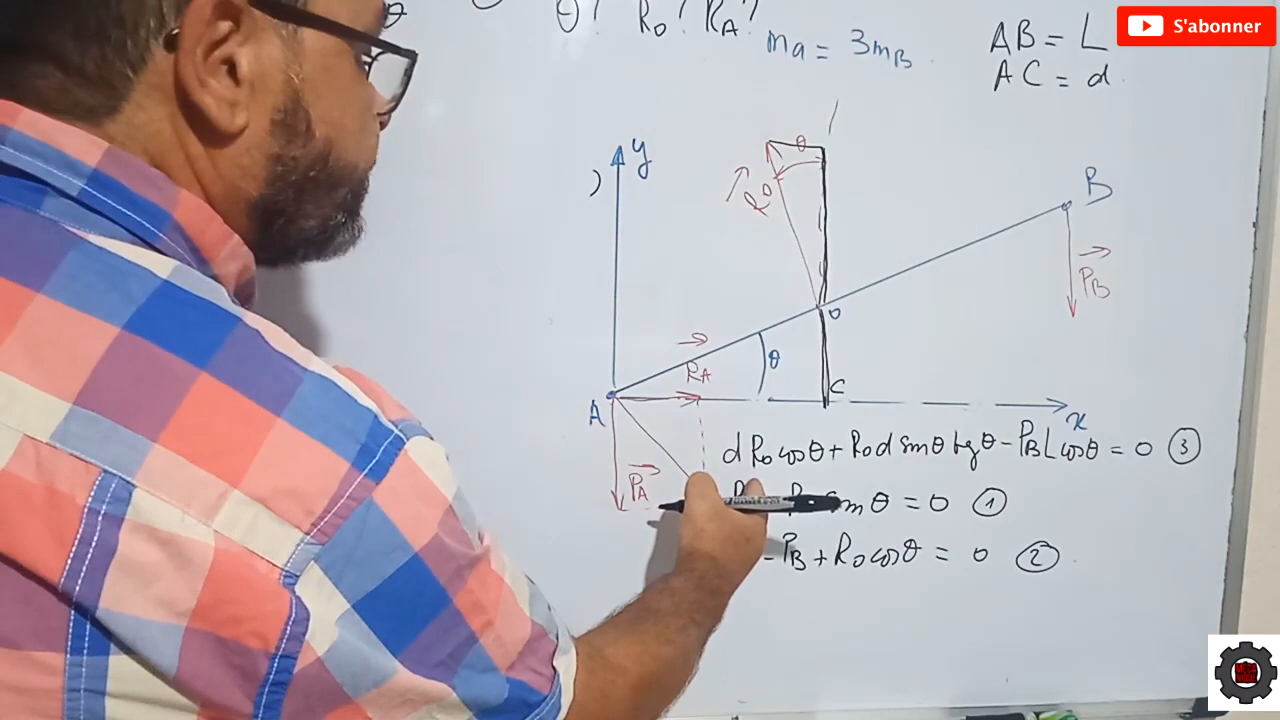 θ
θ? R₀? R_A?
ma = 3m_B
AB = L
AC = d
S'abonner
y
)
θ
R₀
B
P_B
O
θ
R_A
C
A
x
P_A
d R₀ cosθ + R₀ d sinθ tgθ - P_B L cosθ = 0 ③
sinθ = 0 ①
- P_B + R₀ cosθ = 0 ②